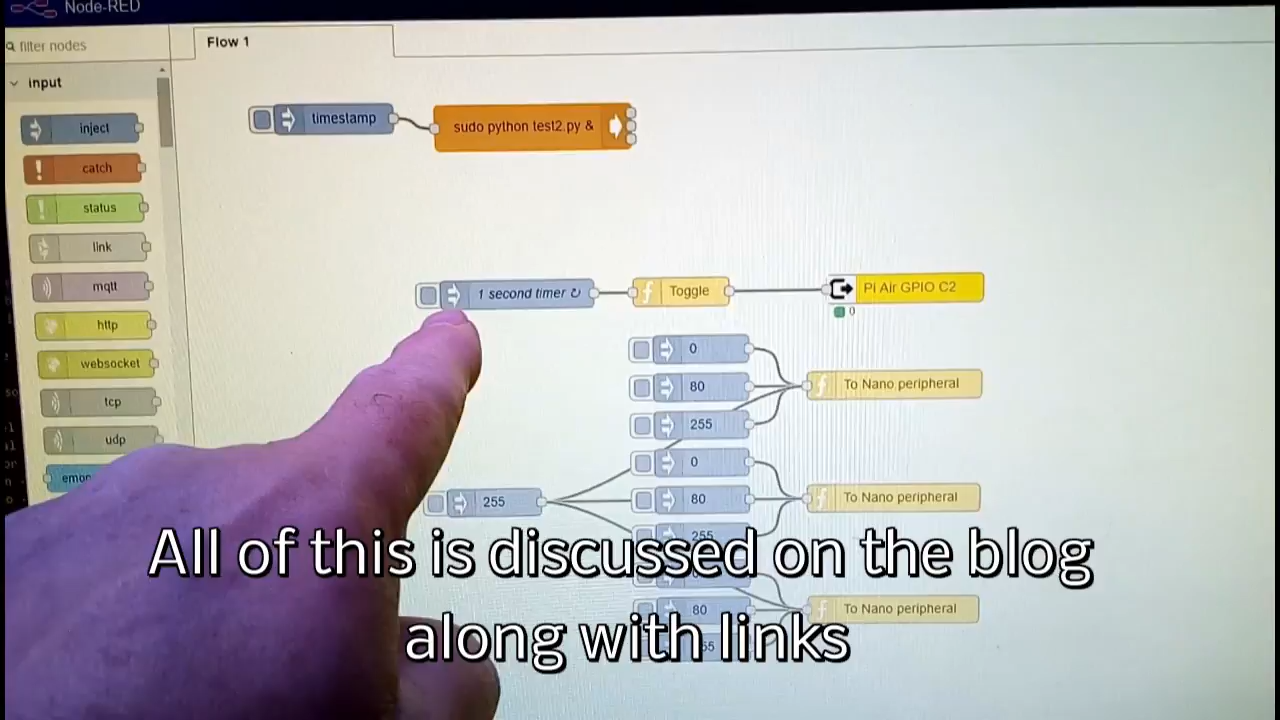 Node-RED
filter nodes
Flow 1
input
inject
catch
status
link
mqtt
http
websocket
tcp
udp
timestamp
sudo python test2.py &
1 second timer ↻
Toggle
Pi Air GPIO C2
0
0
80
255
To Nano peripheral
0
80
255
To Nano peripheral
255
80
To Nano peripheral
All of this is discussed on the blog
along with links